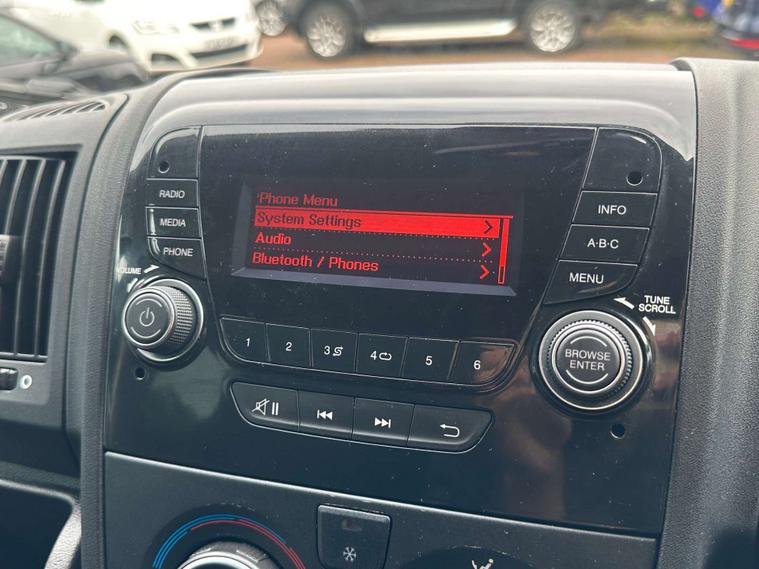 Phone Menu
System Settings
Audio
Bluetooth / Phones
RADIO
MEDIA
PHONE
VOLUME
INFO
A·B·C
MENU
TUNE
SCROLL
BROWSE
ENTER
1 2 3 4 5 6